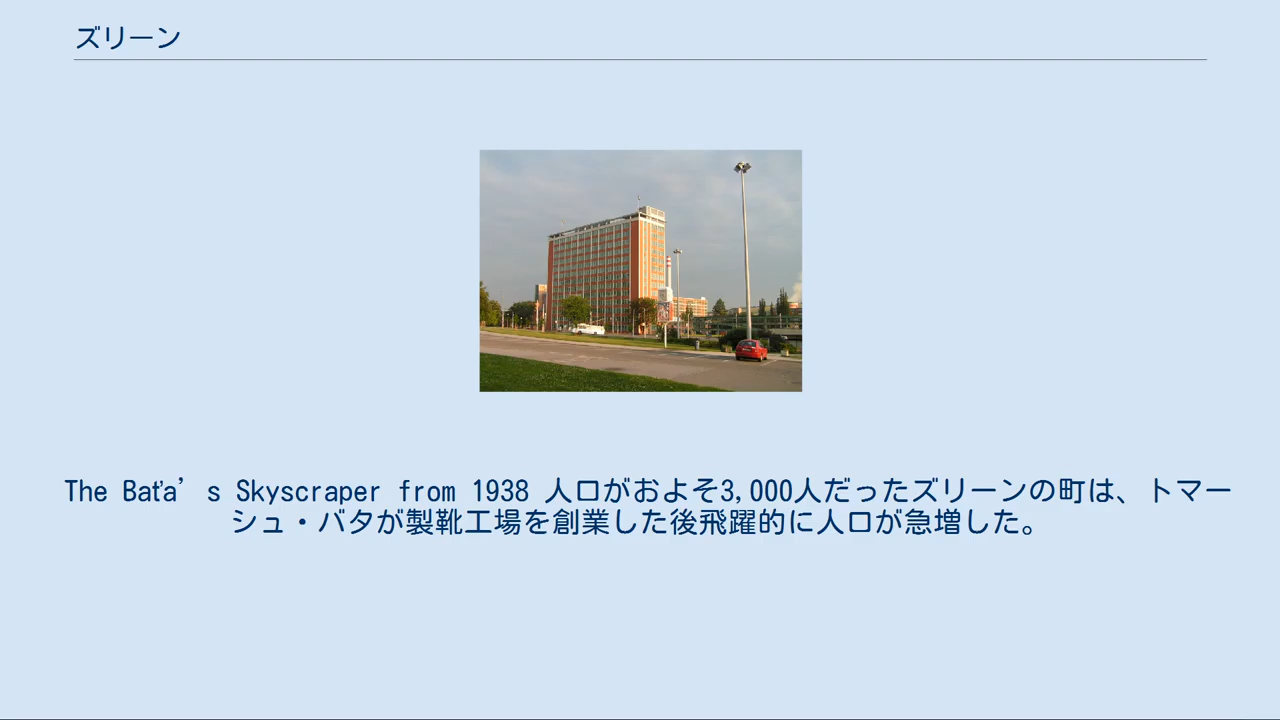 ズリーン
The Baťa’s Skyscraper from 1938 人口がおよそ3,000人だったズリーンの町は、トマー
シュ・バタが製靴工場を創業した後飛躍的に人口が急増した。